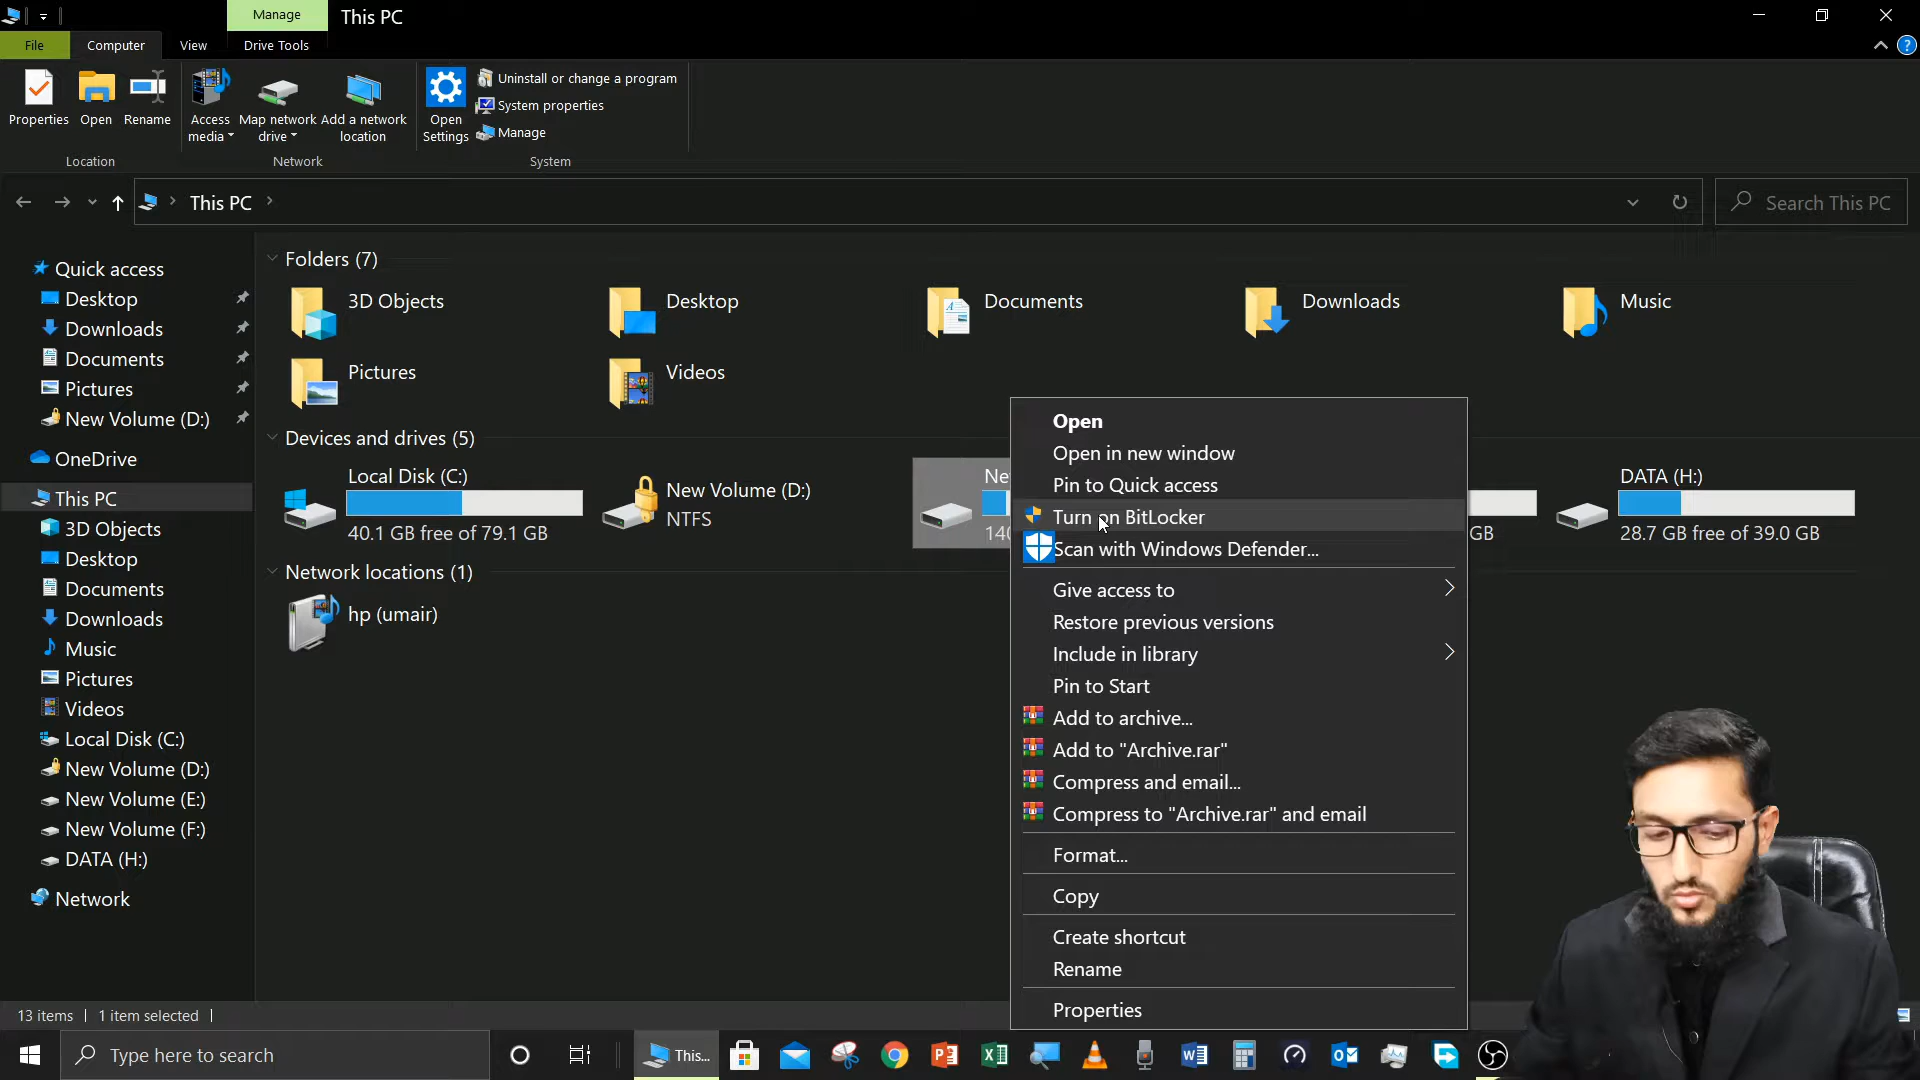 Manage
This PC
File
Computer
View
Drive Tools
Properties
Open
Rename
Access media
Map network drive
Add a network location
Open Settings
Uninstall or change a program
System properties
Manage
Location
Network
System
This PC
Search This PC
Quick access
Desktop
Downloads
Documents
Pictures
New Volume (D:)
OneDrive
This PC
3D Objects
Desktop
Documents
Downloads
Music
Pictures
Videos
Local Disk (C:)
New Volume (D:)
New Volume (E:)
New Volume (F:)
DATA (H:)
Network
Folders (7)
3D Objects
Desktop
Documents
Downloads
Music
Pictures
Videos
Devices and drives (5)
Local Disk (C:)
40.1 GB free of 79.1 GB
New Volume (D:)
NTFS
GB
DATA (H:)
28.7 GB free of 39.0 GB
Network locations (1)
hp (umair)
Open
Open in new window
Pin to Quick access
Turn on BitLocker
Scan with Windows Defender...
Give access to
Restore previous versions
Include in library
Pin to Start
Add to archive...
Add to "Archive.rar"
Compress and email...
Compress to "Archive.rar" and email
Format...
Copy
Create shortcut
Rename
Properties
13 items
1 item selected
Type here to search
This...